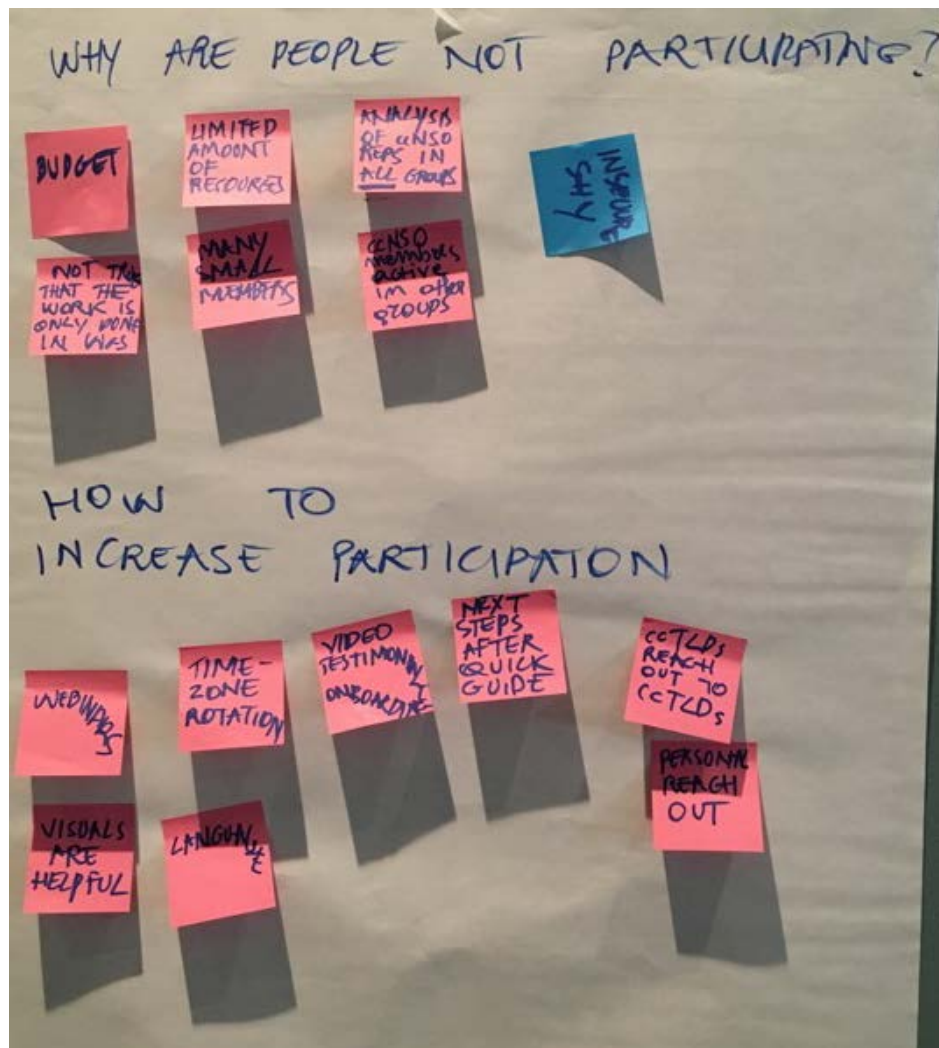 WHY ARE PEOPLE NOT PARTICIPATING?
BUDGET
LIMITED
AMOUNT
OF
RECOURCES
ANALYSIS
OF ccNSO
REPS IN
ALL GROUPS
INSECURE
SHY
NOT TRUE
THAT THE
WORK IS
ONLY DONE
IN WGS
MANY
SMALL
MEMBERS
CCNSO
members
active
in other
groups
HOW TO
INCREASE PARTICIPATON
WEBINARS
TIME-
ZONE
ROTATION
VIDEO
TESTIMONIAL
ONBOARDING
NEXT
STEPS
AFTER
QUICK
GUIDE
ccTLDs
REACH
OUT TO
CCTLDs
VISUALS
ARE
HELPFUL
LANGUAGE
PERSONAL
REACH
OUT